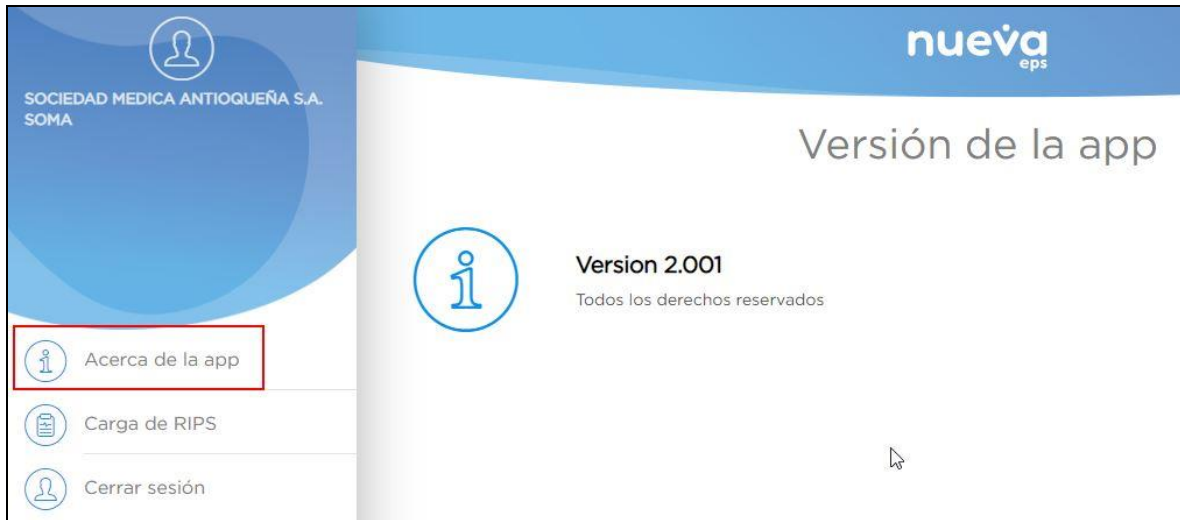 SOCIEDAD MEDICA ANTIOQUEÑA S.A.
SOMA
Acerca de la app
Carga de RIPS
Cerrar sesión
nueva
eps
Versión de la app
Version 2.001
Todos los derechos reservados